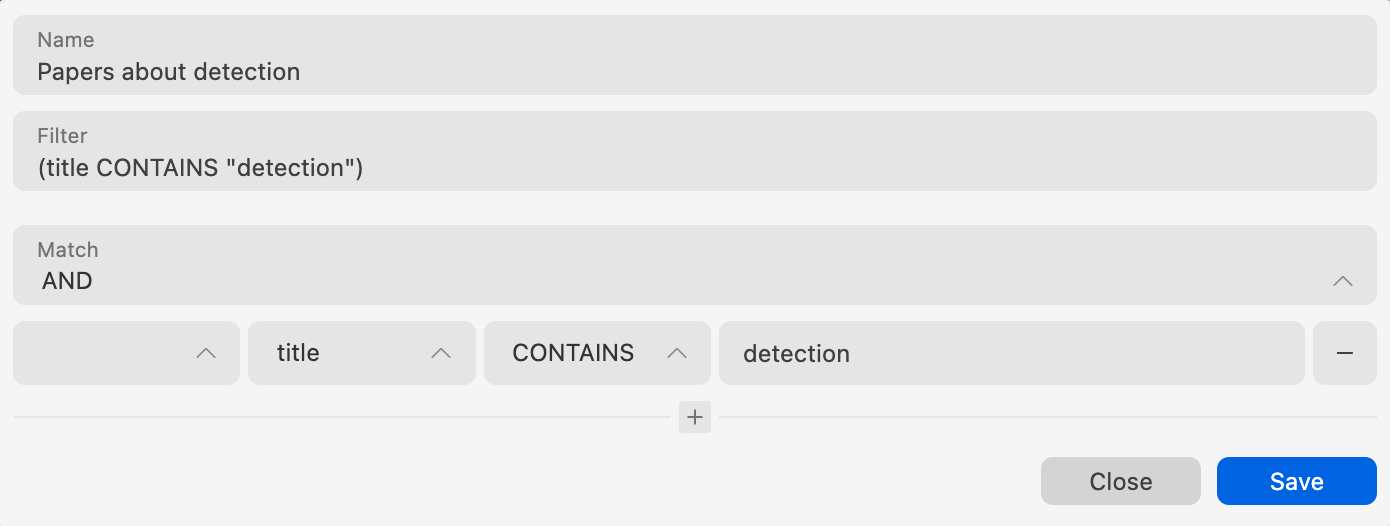 Name
Papers about detection
Filter
(title CONTAINS "detection")
Match
AND
title CONTAINS detection
Close Save